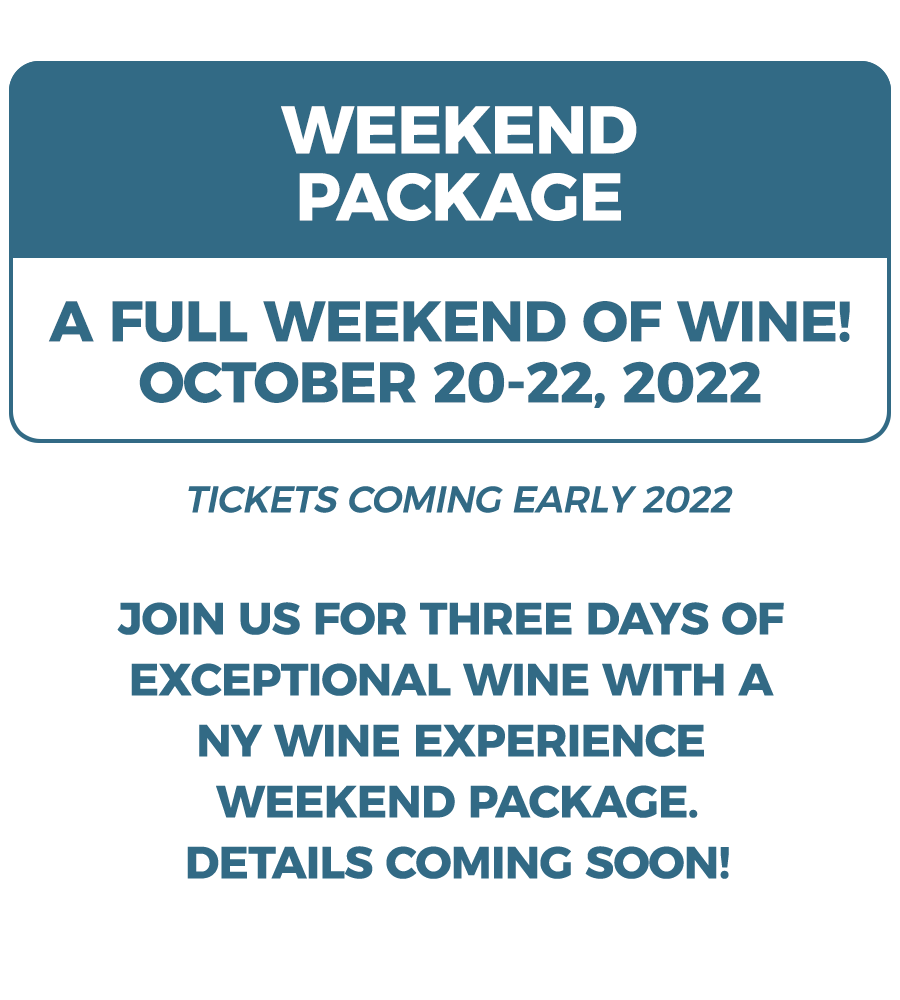 WEEKEND
PACKAGE
A FULL WEEKEND OF WINE!
OCTOBER 20-22, 2022
TICKETS COMING EARLY 2022
JOIN US FOR THREE DAYS OF
EXCEPTIONAL WINE WITH A
NY WINE EXPERIENCE
WEEKEND PACKAGE.
DETAILS COMING SOON!